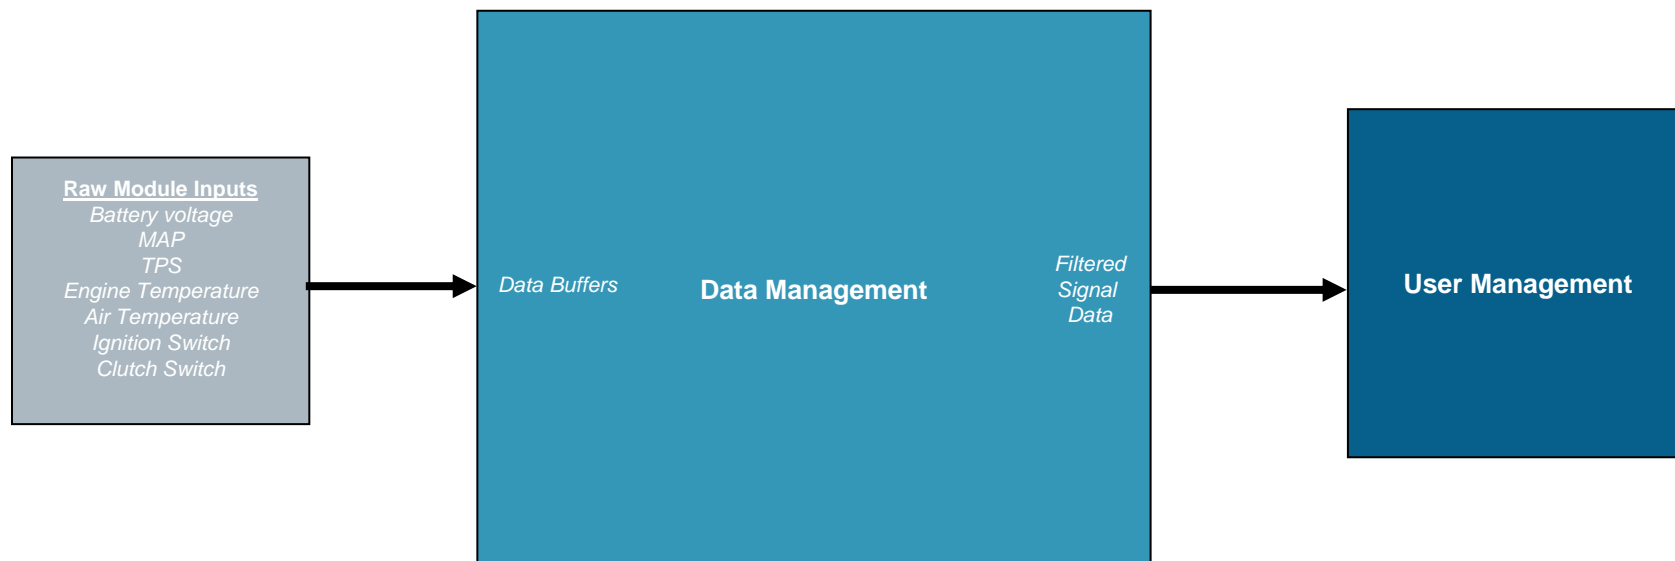 Raw Module Inputs
Battery voltage
MAP
TPS
Engine Temperature
Air Temperature
Ignition Switch
Clutch Switch
Data Buffers
Data Management
Filtered
Signal
Data
User Management